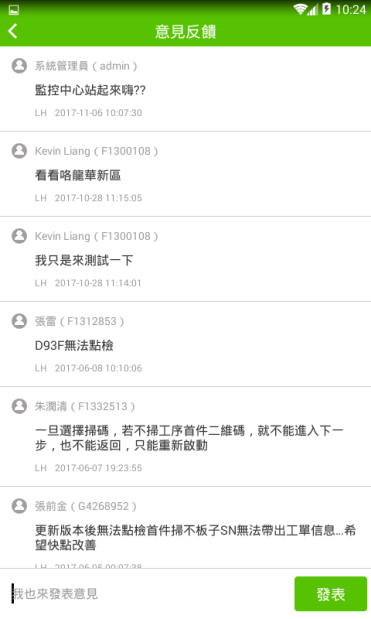 10:24
意見反饋
系統管理員 ( admin )
監控中心站起來嗨??
LH 2017-11-06 10:07:30
Kevin Liang ( F1300108 )
看看咯龍華新區
LH 2017-10-28 11:15:05
Kevin Liang ( F1300108 )
我只是來測試一下
LH 2017-10-28 11:14:01
張雷 ( F1312853 )
D93F無法點檢
LH 2017-06-08 10:10:06
朱潤清 ( F1332513 )
一旦選擇掃碼，若不掃工序首件二維碼，就不能進入下一
步，也不能返回，只能重新啟動
LH 2017-06-07 19:23:55
張前金 ( G4268952 )
更新版本後無法點檢首件掃不板子SN無法帶出工單信息...希
望快點改善
LH 2017-06-05 00:07:38
我也來發表意見
發表